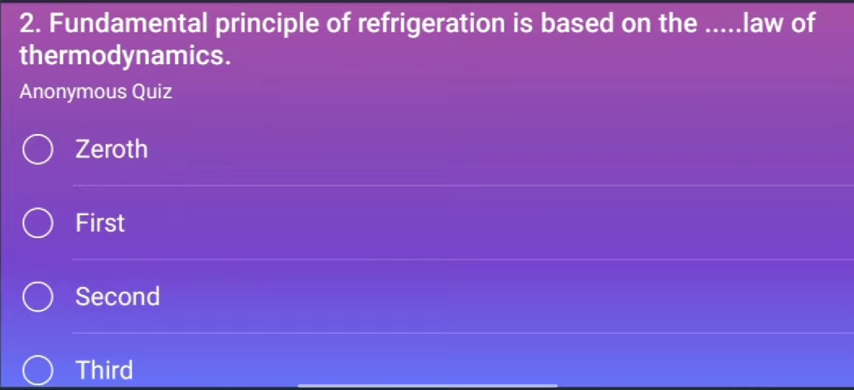 2. Fundamental principle of refrigeration is based on the .....law of
thermodynamics.
Anonymous Quiz
Zeroth
First
Second
Third